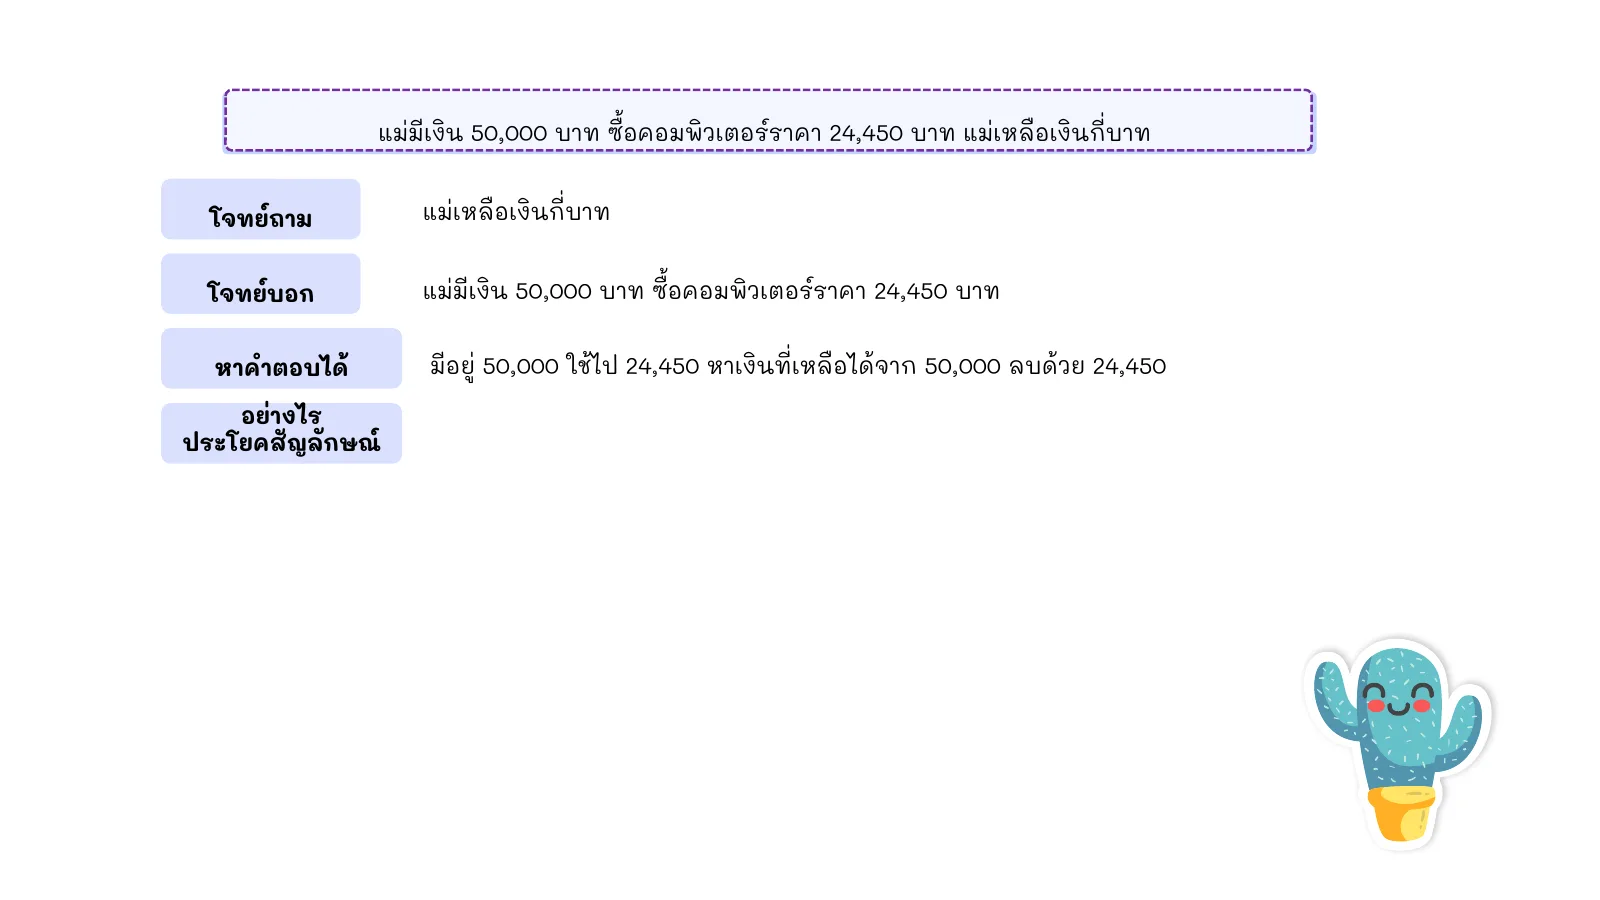 แม่มีเงิน 50,000 บาท ซื้อคอมพิวเตอร์ราคา 24,450 บาท แม่เหลือเงินกี่บาท
โจทย์ถาม
แม่เหลือเงินกี่บาท
โจทย์บอก
แม่มีเงิน 50,000 บาท ซื้อคอมพิวเตอร์ราคา 24,450 บาท
หาคำตอบได้
อย่างไร
มีอยู่ 50,000 ใช้ไป 24,450 หาเงินที่เหลือได้จาก 50,000 ลบด้วย 24,450
ประโยคสัญลักษณ์